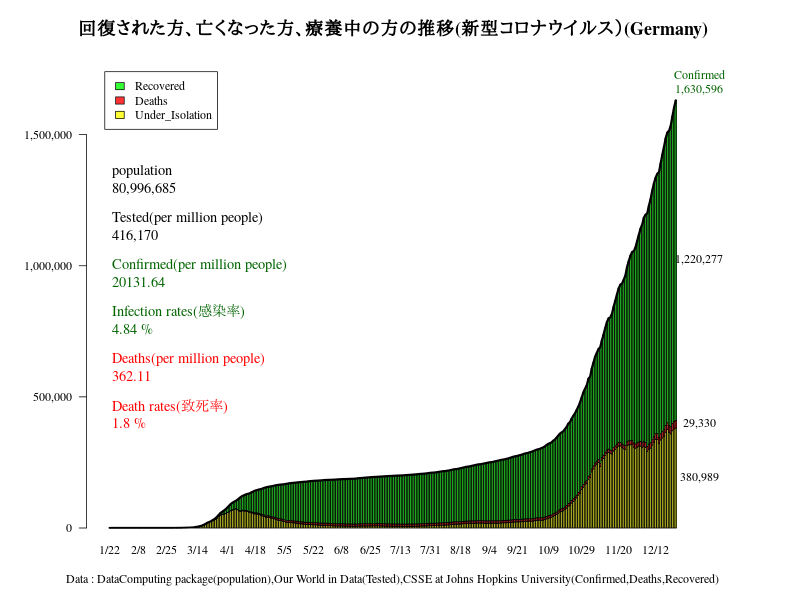 回復された方、亡くなった方、療養中の方の推移(新型コロナウイルス）(Germany)
Confirmed
1,630,596
Recovered
Deaths
Under_Isolation
1,500,000
1,000,000
500,000
0
population
80,996,685
Tested(per million people)
416,170
Confirmed(per million people)
20131.64
Infection rates(感染率)
4.84 %
Deaths(per million people)
362.11
Death rates(致死率)
1.8 %
1,220,277
29,330
380,989
1/22 2/8 2/25 3/14 4/1 4/18 5/5 5/22 6/8 6/25 7/13 7/31 8/18 9/4 9/21 10/9 10/29 11/20 12/12
Data : DataComputing package(population),Our World in Data(Tested),CSSE at Johns Hopkins University(Confirmed,Deaths,Recovered)